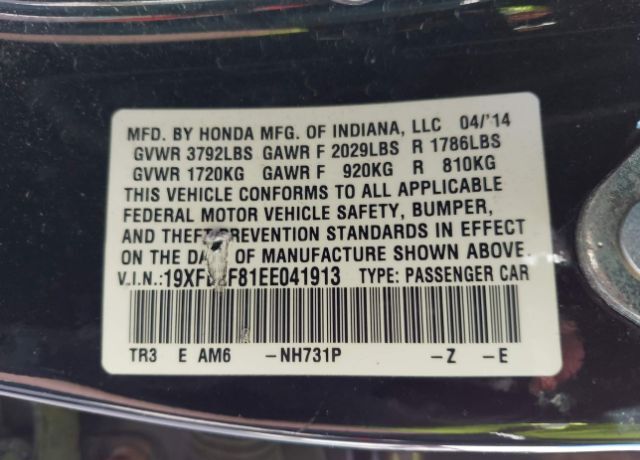 MFD. BY HONDA MFG. OF INDIANA, LLC 04/'14
GVWR 3792LBS GAWR F 2029LBS R 1786LBS
GVWR 1720KG GAWR F 920KG R 810KG
THIS VEHICLE CONFORMS TO ALL APPLICABLE
FEDERAL MOTOR VEHICLE SAFETY, BUMPER,
AND THEFT PREVENTION STANDARDS IN EFFECT
ON THE DATE OF MANUFACTURE SHOWN ABOVE.
V.I.N.: TYPE: PASSENGER CAR
TR3 E AM6 -NH731P -Z -E